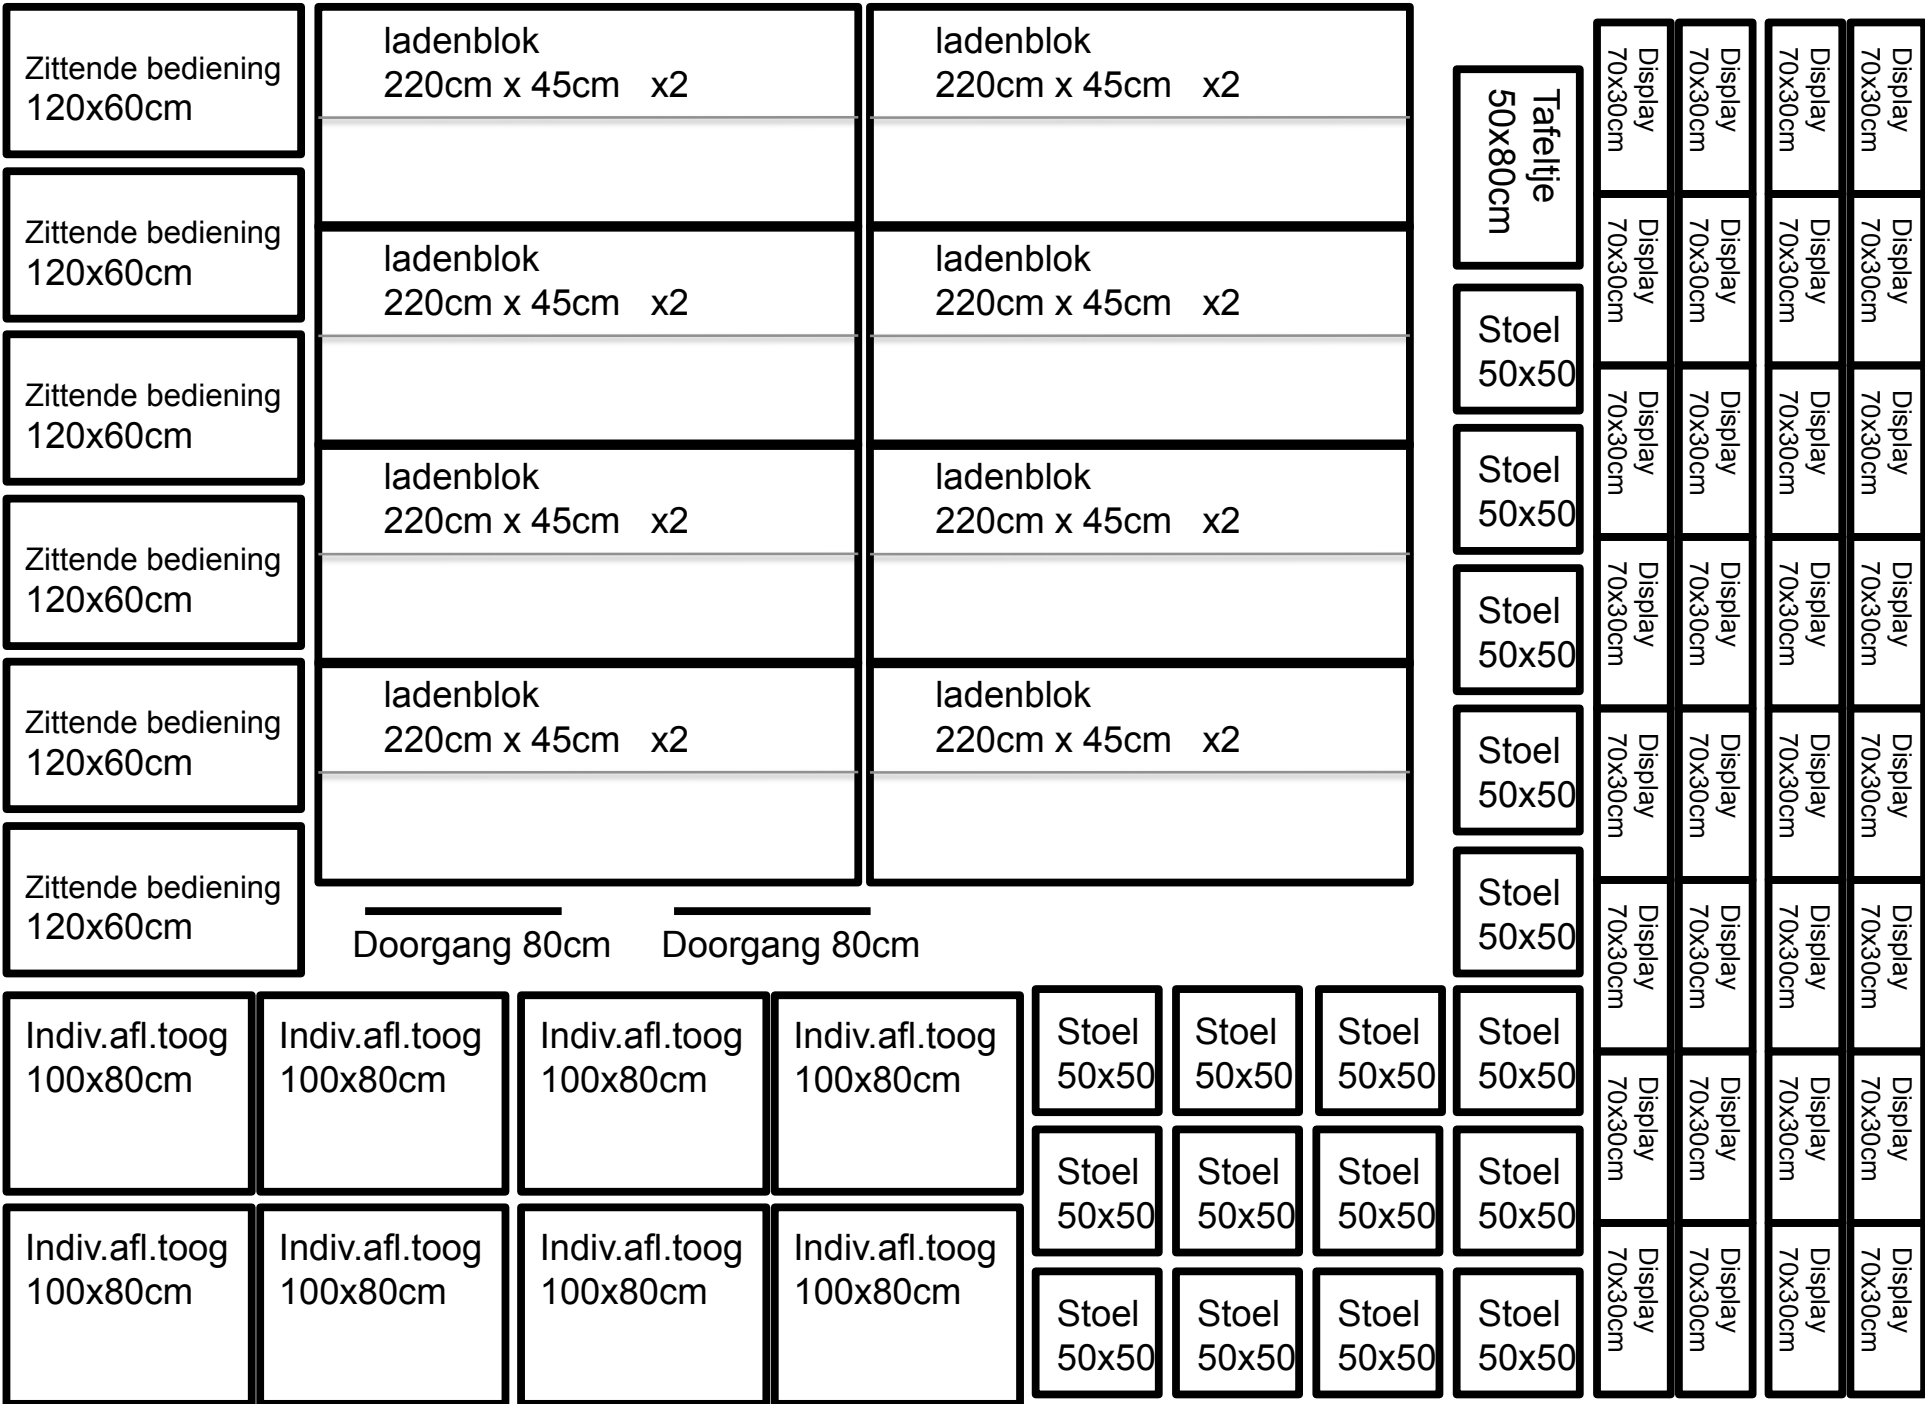 Zittende bediening
120x60cm
Zittende bediening
120x60cm
Zittende bediening
120x60cm
Zittende bediening
120x60cm
Zittende bediening
120x60cm
Zittende bediening
120x60cm
ladenblok
220cm x 45cm x2
ladenblok
220cm x 45cm x2
ladenblok
220cm x 45cm x2
ladenblok
220cm x 45cm x2
ladenblok
220cm x 45cm x2
ladenblok
220cm x 45cm x2
ladenblok
220cm x 45cm x2
ladenblok
220cm x 45cm x2
Doorgang 80cm
Doorgang 80cm
Indiv.afl.toog
100x80cm
Indiv.afl.toog
100x80cm
Indiv.afl.toog
100x80cm
Indiv.afl.toog
100x80cm
Indiv.afl.toog
100x80cm
Indiv.afl.toog
100x80cm
Indiv.afl.toog
100x80cm
Indiv.afl.toog
100x80cm
Tafeltje
50x80cm
Stoel
50x50
Stoel
50x50
Stoel
50x50
Stoel
50x50
Stoel
50x50
Stoel
50x50
Stoel
50x50
Stoel
50x50
Stoel
50x50
Stoel
50x50
Stoel
50x50
Stoel
50x50
Stoel
50x50
Stoel
50x50
Stoel
50x50
Stoel
50x50
Stoel
50x50
Display
70x30cm
Display
70x30cm
Display
70x30cm
Display
70x30cm
Display
70x30cm
Display
70x30cm
Display
70x30cm
Display
70x30cm
Display
70x30cm
Display
70x30cm
Display
70x30cm
Display
70x30cm
Display
70x30cm
Display
70x30cm
Display
70x30cm
Display
70x30cm
Display
70x30cm
Display
70x30cm
Display
70x30cm
Display
70x30cm
Display
70x30cm
Display
70x30cm
Display
70x30cm
Display
70x30cm
Display
70x30cm
Display
70x30cm
Display
70x30cm
Display
70x30cm
Display
70x30cm
Display
70x30cm
Display
70x30cm
Display
70x30cm